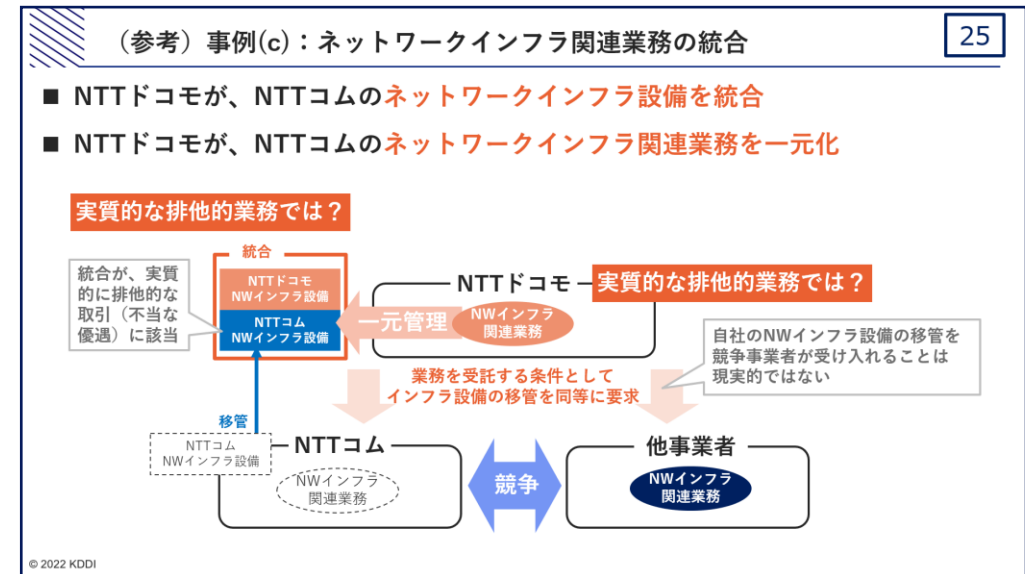 （参考）事例(c)：ネットワークインフラ関連業務の統合
25
■ NTTドコモが、NTTコムのネットワークインフラ設備を統合
■ NTTドコモが、NTTコムのネットワークインフラ関連業務を一元化
実質的な排他的業務では？
統合
統合が、実質
的に排他的な
取引（不当な
優遇）に該当
NTTドコモ
NWインフラ設備
NTTコム
NWインフラ設備
NTTドコモ
実質的な排他的業務では？
一元管理
NWインフラ
関連業務
自社のNWインフラ設備の移管を
競争事業者が受け入れることは
現実的ではない
業務を受託する条件として
インフラ設備の移管を同等に要求
移管
NTTコム
NWインフラ設備
NTTコム
NWインフラ
関連業務
競争
他事業者
NWインフラ
関連業務
© 2022 KDDI